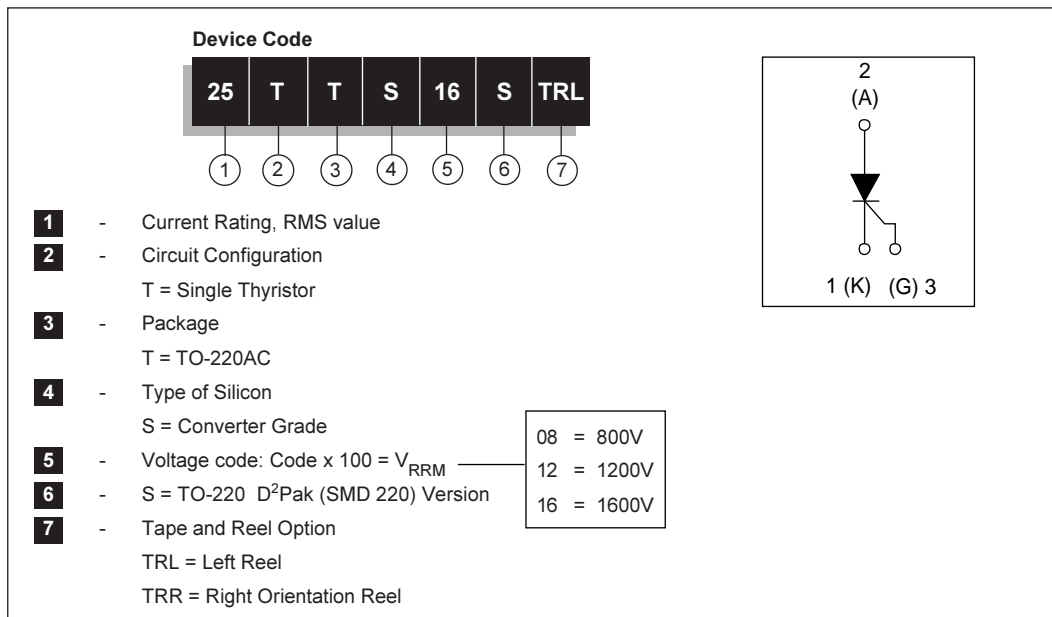 Device Code
25 T T S 16 S TRL
1 2 3 4 5 6 7
1 - Current Rating, RMS value
2 - Circuit Configuration
T = Single Thyristor
3 - Package
T = TO-220AC
4 - Type of Silicon
S = Converter Grade
5 - Voltage code: Code x 100 = V_RRM
6 - S = TO-220 D²Pak (SMD 220) Version
7 - Tape and Reel Option
TRL = Left Reel
TRR = Right Orientation Reel
08 = 800V
12 = 1200V
16 = 1600V
2
(A)
1 (K) (G) 3